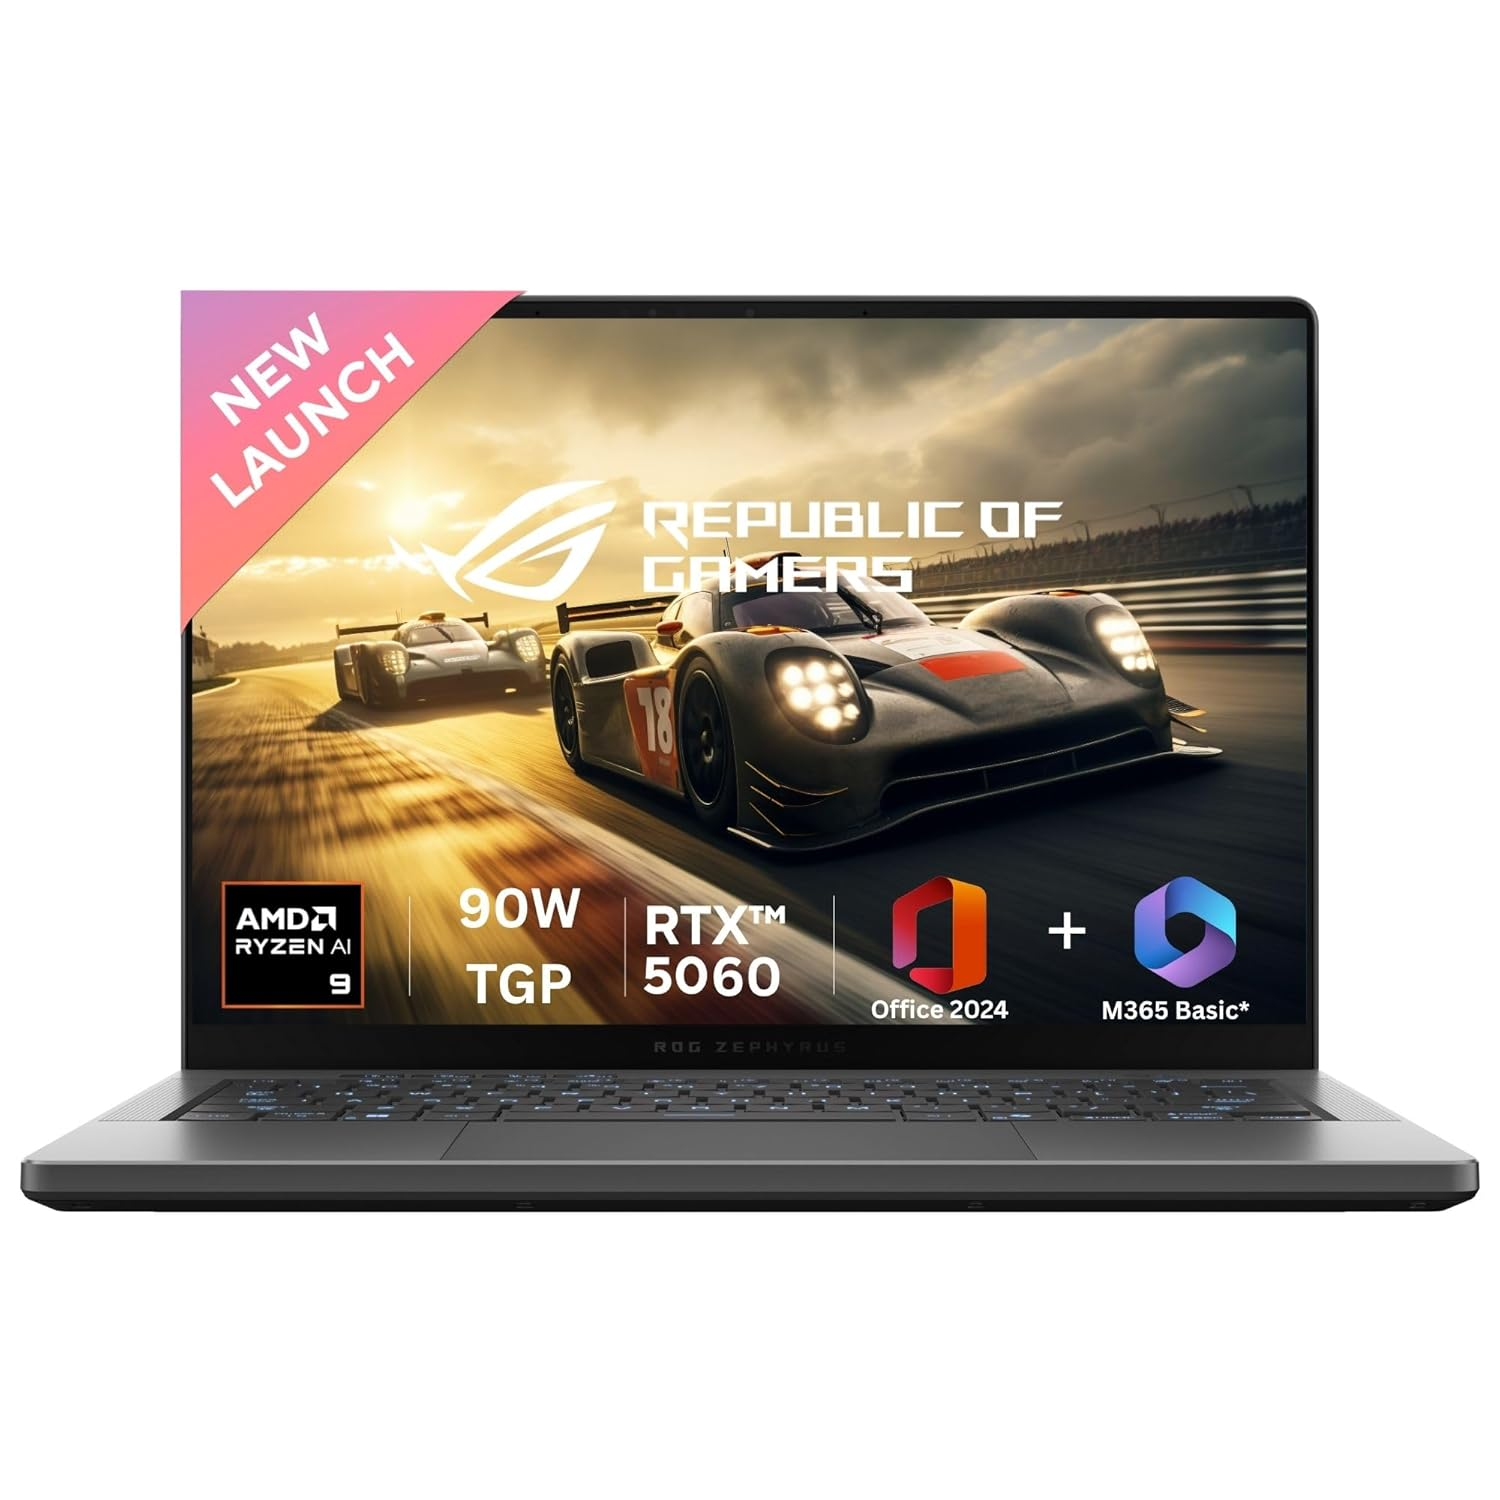 NEW
LAUNCH
REPUBLIC OF
GAMERS
18
AMD
RYZEN AI
9
90W
TGP
RTX™
5060
Office 2024
+
M365 Basic*
ROG ZEPHYRUS